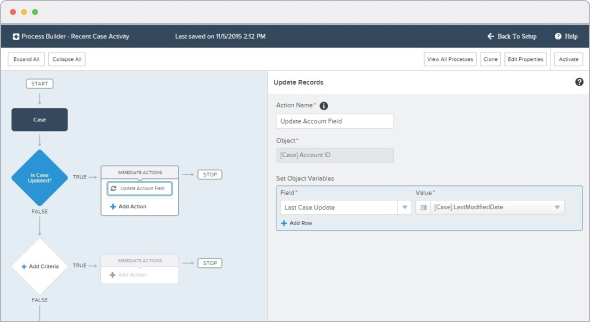 Process Builder - Recent Case Activity
Last saved on 11/5/2015 2:12 PM
Back To Setup
Help
Expand All
Collapse All
View All Processes
Clone
Edit Properties
Activate
START
Case
Is Case
Updated?
TRUE
IMMEDIATE ACTIONS
Update Account Field
+ Add Action
STOP
FALSE
+ Add Criteria
TRUE
IMMEDIATE ACTIONS
+ Add Action
STOP
FALSE
Update Records
Action Name*
Update Account Field
Object*
[Case].Account ID
Set Object Variables
Field* Value*
Last Case Update [Case].LastModifiedDate
+ Add Row